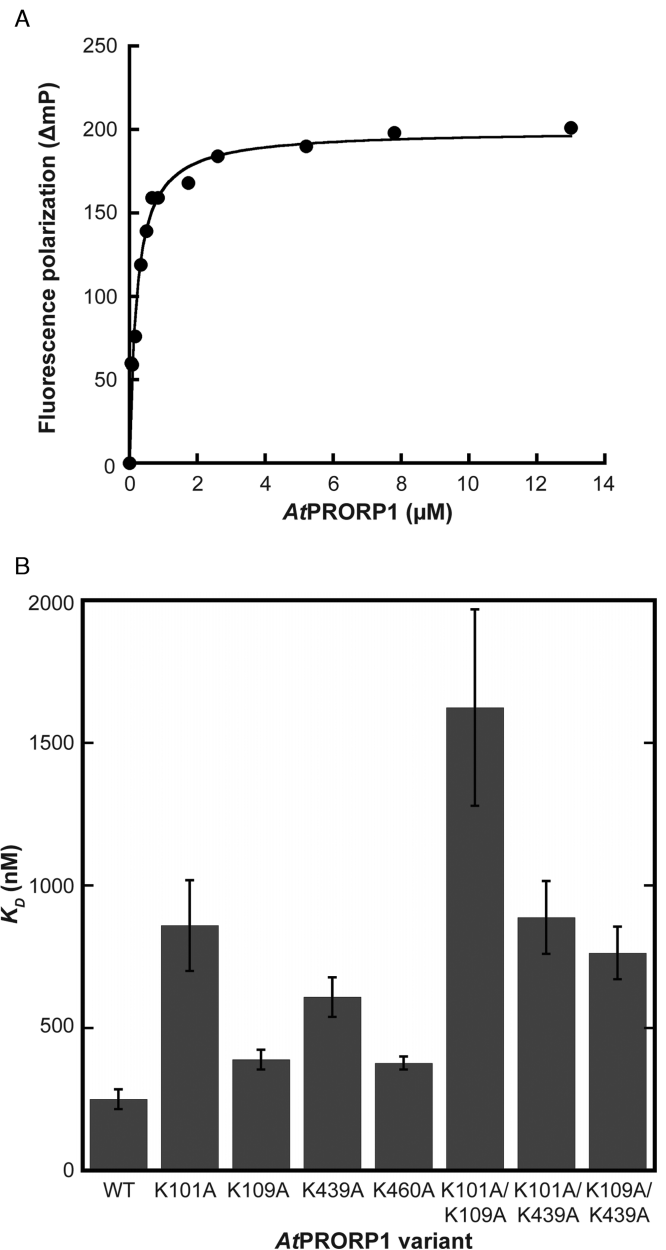 A
Fluorescence polarization (ΔmP)
250
200
150
100
50
0
0 2 4 6 8 10 12 14
AtPRORP1 (µM)
B
K_D (nM)
2000
1500
1000
500
0
WT K101A K109A K439A K460A K101A/ K101A/ K109A/
K109A K439A K439A
AtPRORP1 variant